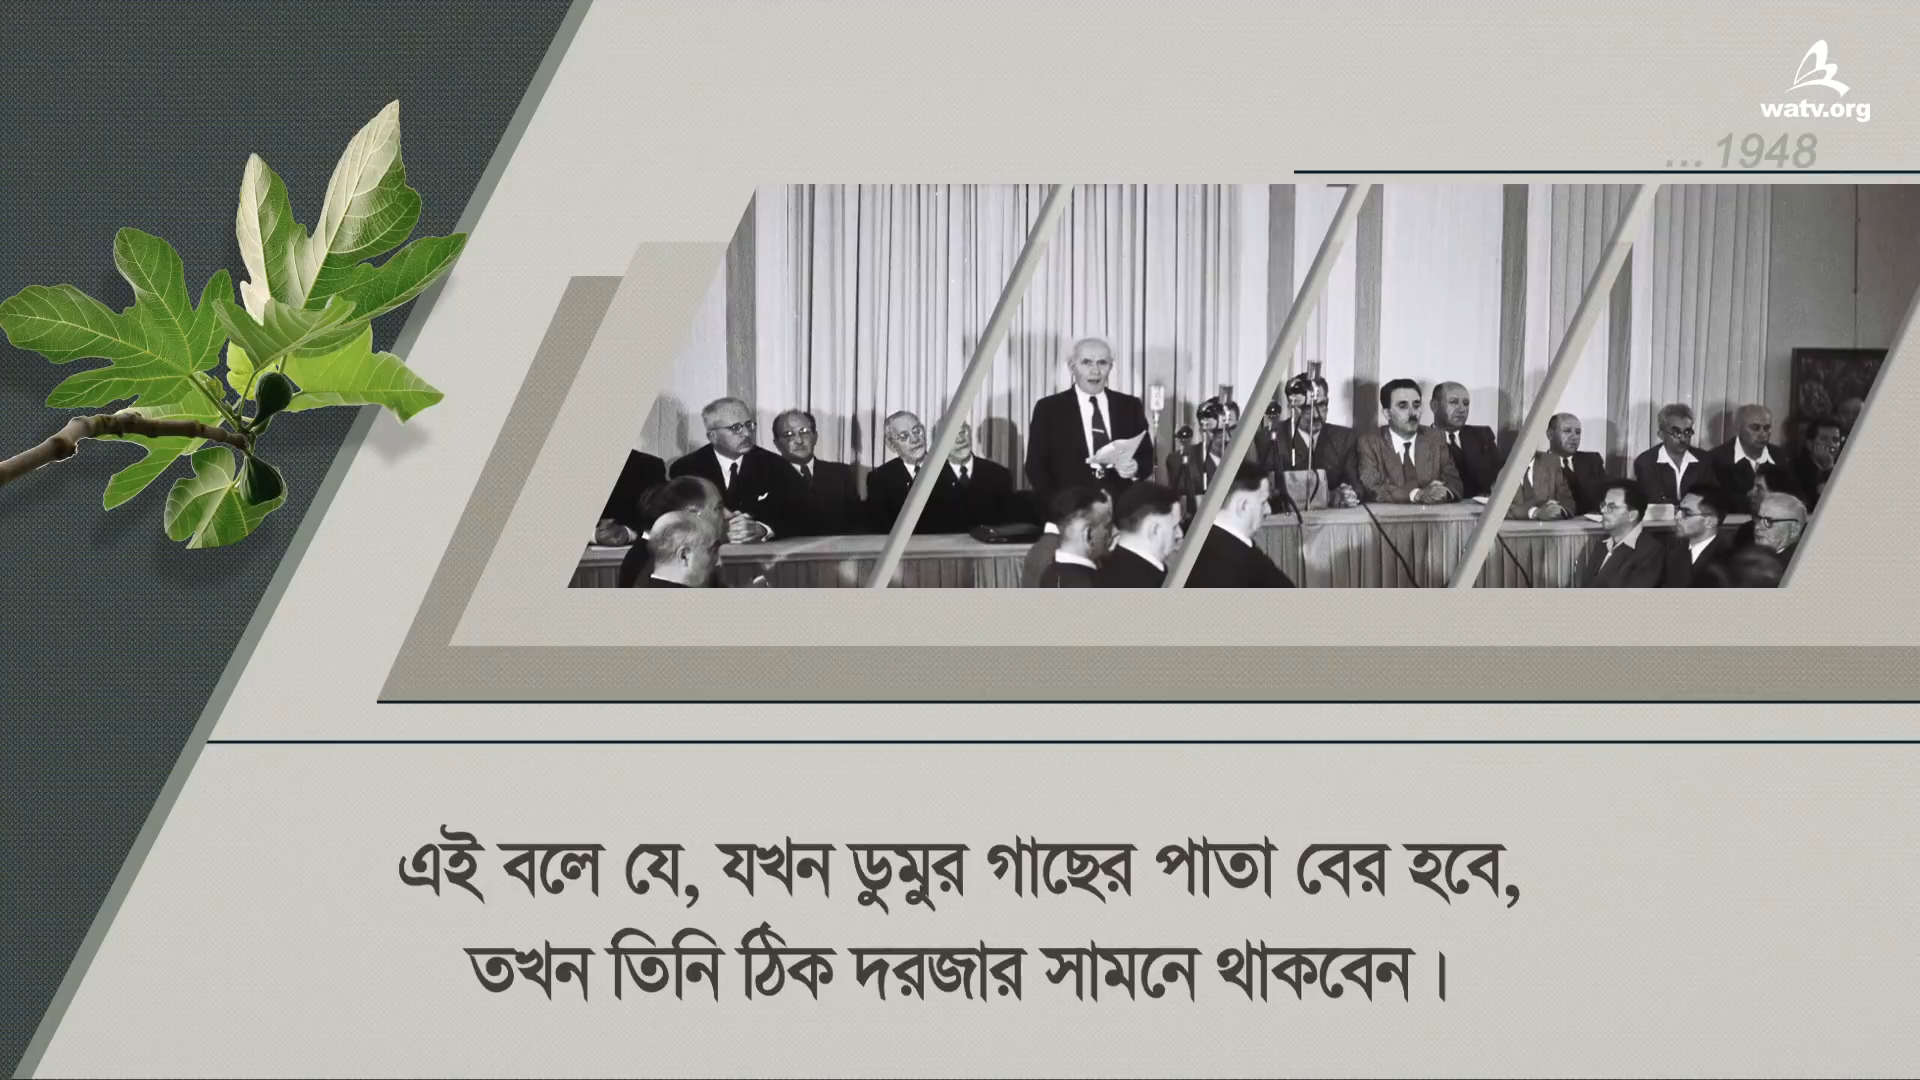 watv.org
... 1948
এই বলে যে, যখন ডুমুর গাছের পাতা বের হবে,
তখন তিনি ঠিক দরজার সামনে থাকবেন।